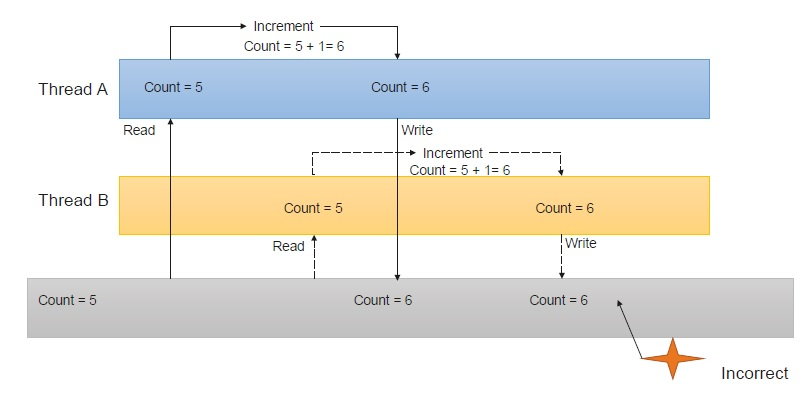 Increment
Count = 5 + 1= 6
Thread A
Count = 5
Count = 6
Read
Write
Increment
Count = 5 + 1= 6
Thread B
Count = 5
Count = 6
Read
Write
Count = 5
Count = 6
Count = 6
Incorrect